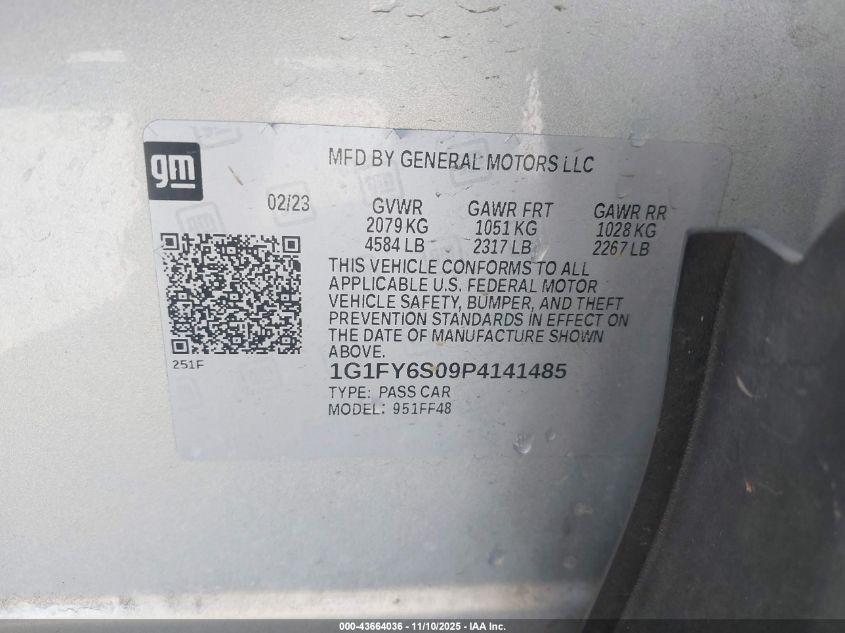 gm
MFD BY GENERAL MOTORS LLC
02/23
GVWR
2079 KG
4584 LB
GAWR FRT
1051 KG
2317 LB
GAWR RR
1028 KG
2267 LB
THIS VEHICLE CONFORMS TO ALL
APPLICABLE U.S. FEDERAL MOTOR
VEHICLE SAFETY, BUMPER, AND THEFT
PREVENTION STANDARDS IN EFFECT ON
THE DATE OF MANUFACTURE SHOWN
ABOVE.
251F
1G1FY6S09P4141485
TYPE: PASS CAR
MODEL: 951FF48
000-43664036 - 11/10/2025 - IAA Inc.